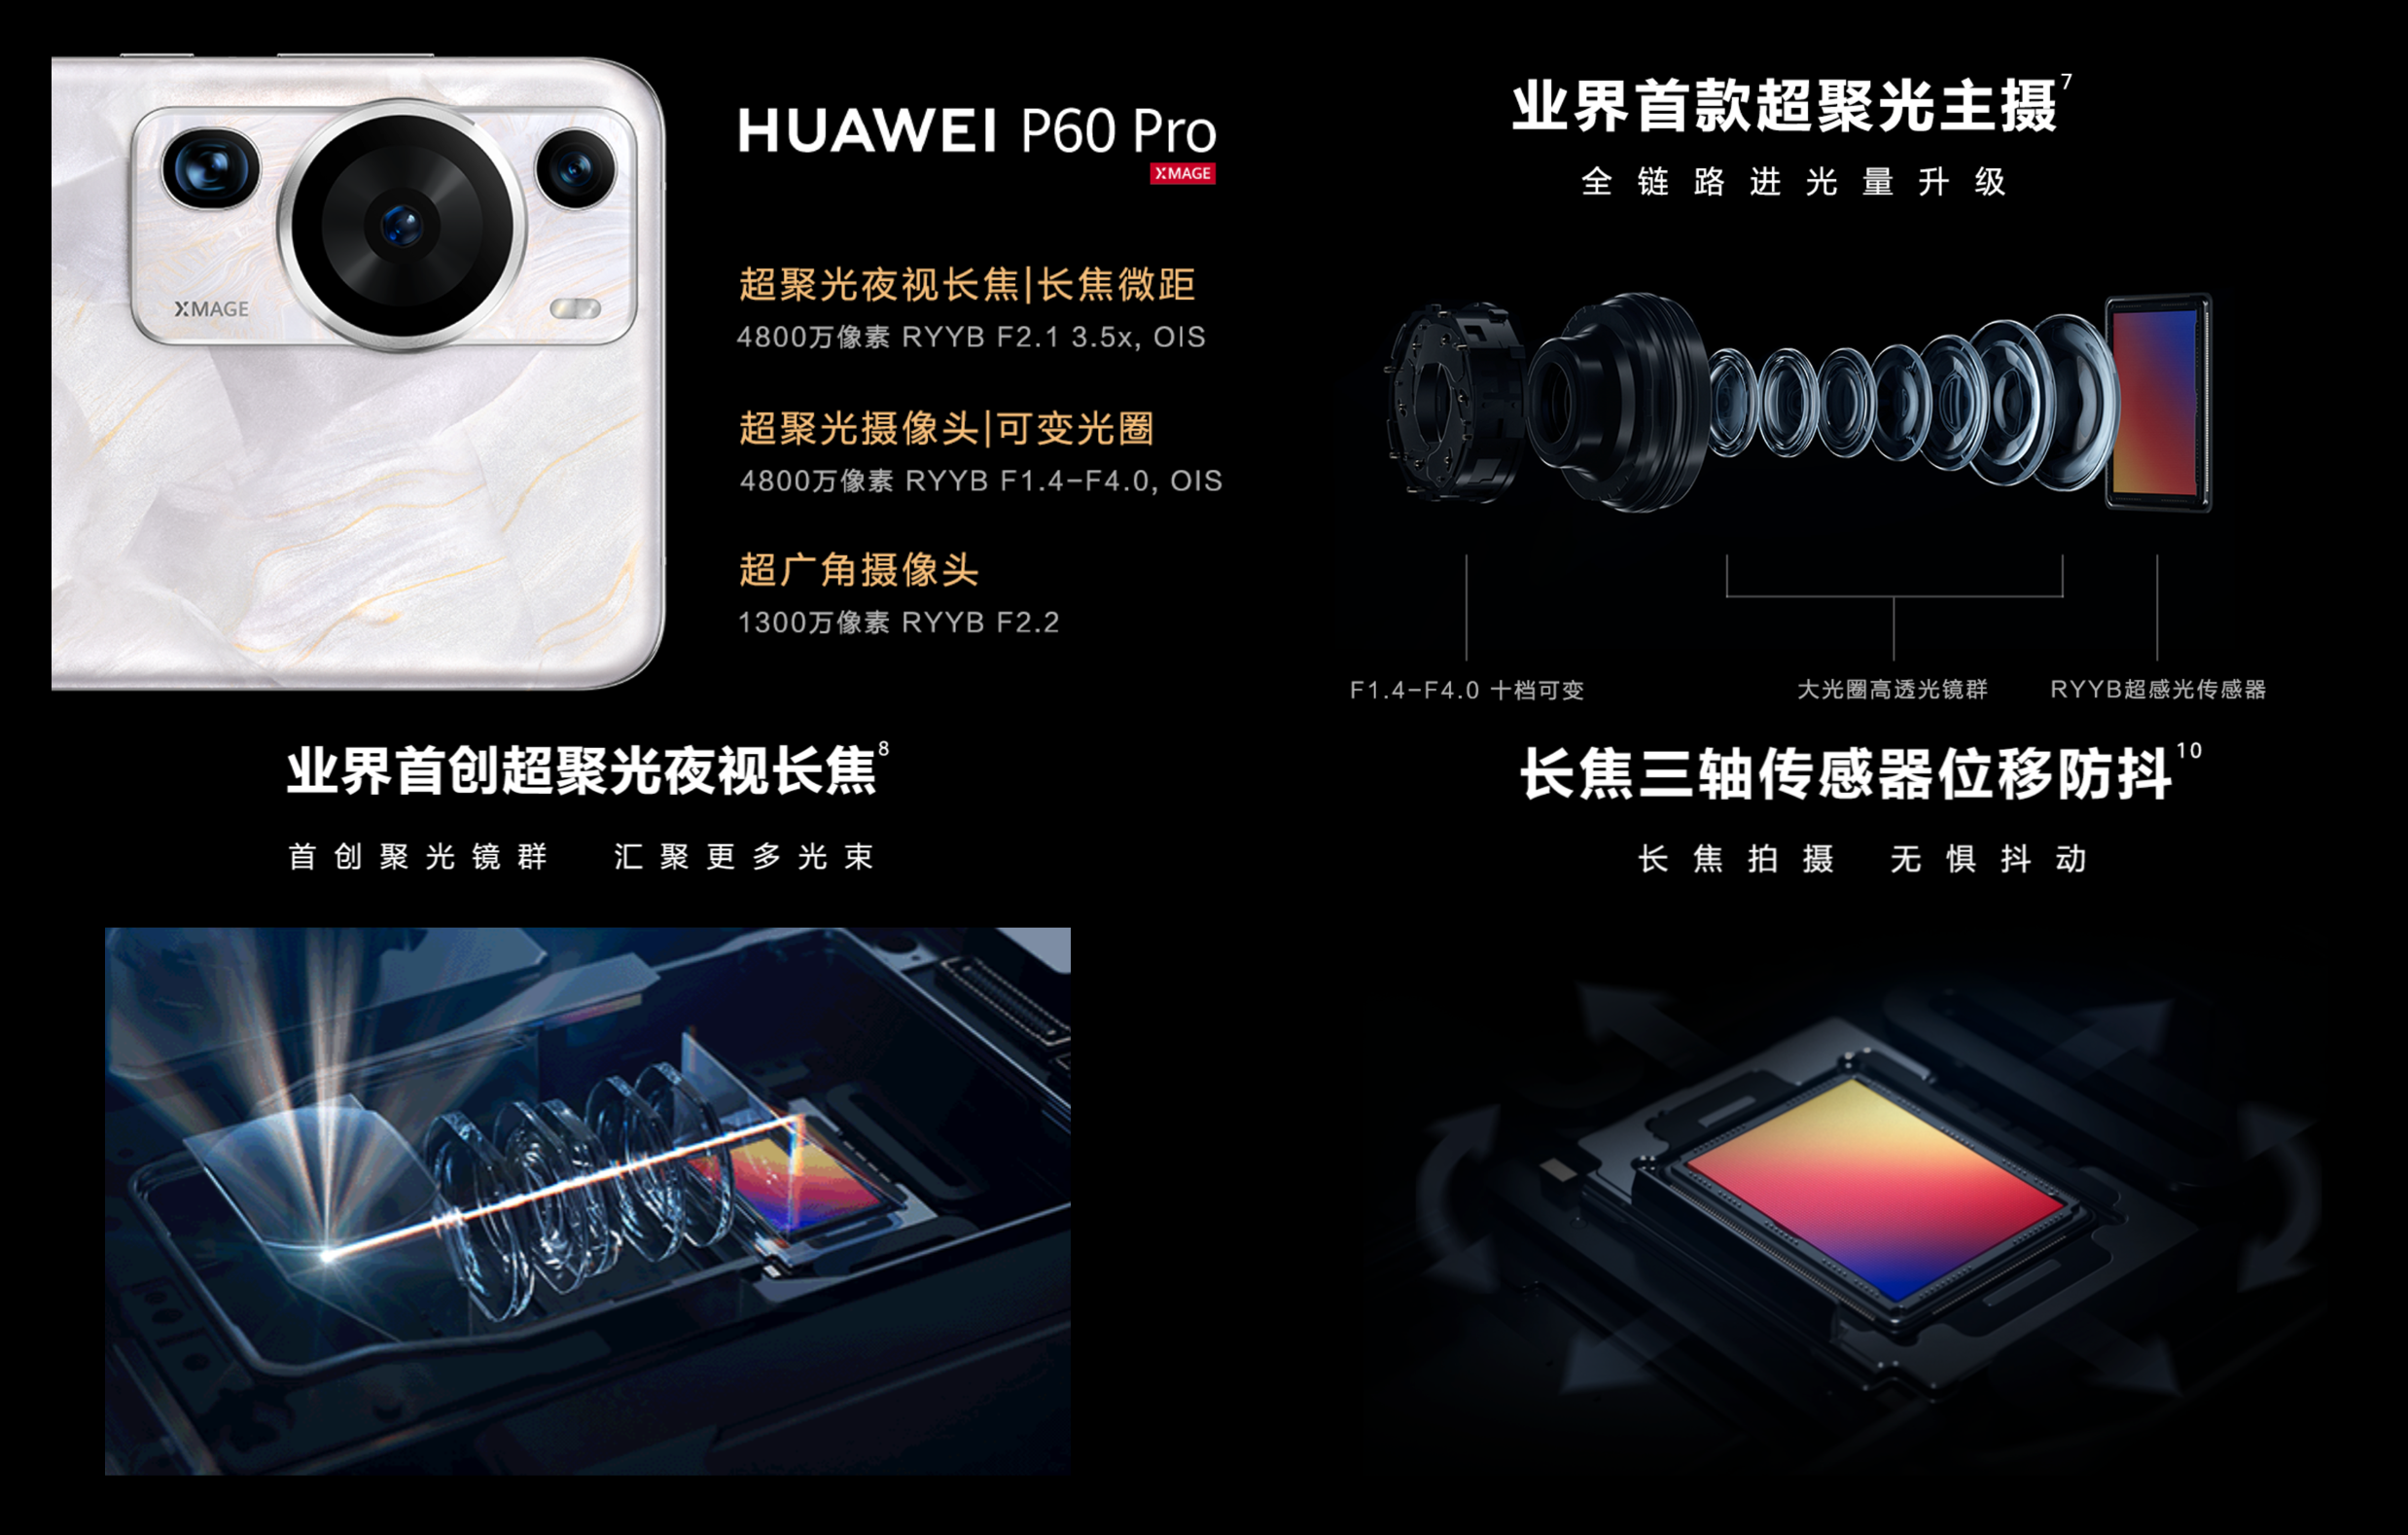 XMAGE
HUAWEI P60 Pro
XMAGE
超聚光夜视长焦|长焦微距
4800万像素 RYYB F2.1 3.5x, OIS
超聚光摄像头|可变光圈
4800万像素 RYYB F1.4-F4.0, OIS
超广角摄像头
1300万像素 RYYB F2.2
业界首款超聚光主摄7
全链路进光量升级
F1.4-F4.0 十档可变
大光圈高透光镜群
RYYB超感光传感器
业界首创超聚光夜视长焦8
首创聚光镜群 汇聚更多光束
长焦三轴传感器位移防抖10
长焦拍摄 无惧抖动